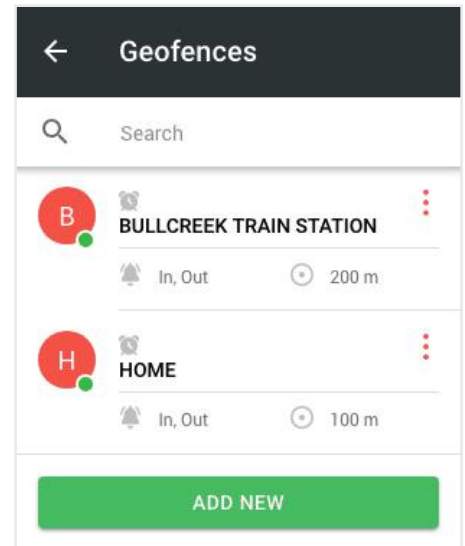 Geofences
Search
B
BULLCREEK TRAIN STATION
In, Out 200 m
H
HOME
In, Out 100 m
ADD NEW